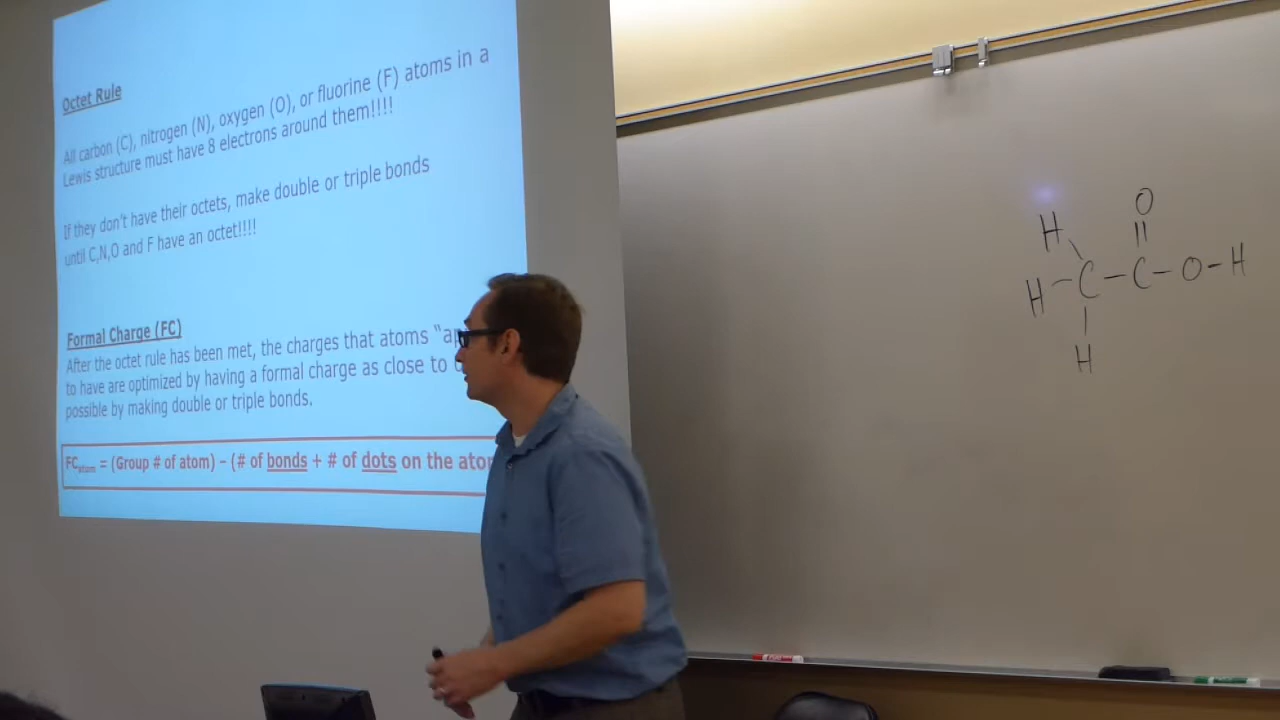 Octet Rule
All carbon (C), nitrogen (N), oxygen (O), or fluorine (F) atoms in a
Lewis structure must have 8 electrons around them!!!!
If they don't have their octets, make double or triple bonds
until C,N,O and F have an octet!!!!
Formal Charge (FC)
After the octet rule has been met, the charges that atoms "ap
to have are optimized by having a formal charge as close to
possible by making double or triple bonds.
FCatom = (Group # of atom) – (# of bonds + # of dots on the ato
O
H ||
H - C - C - O - H
|
H